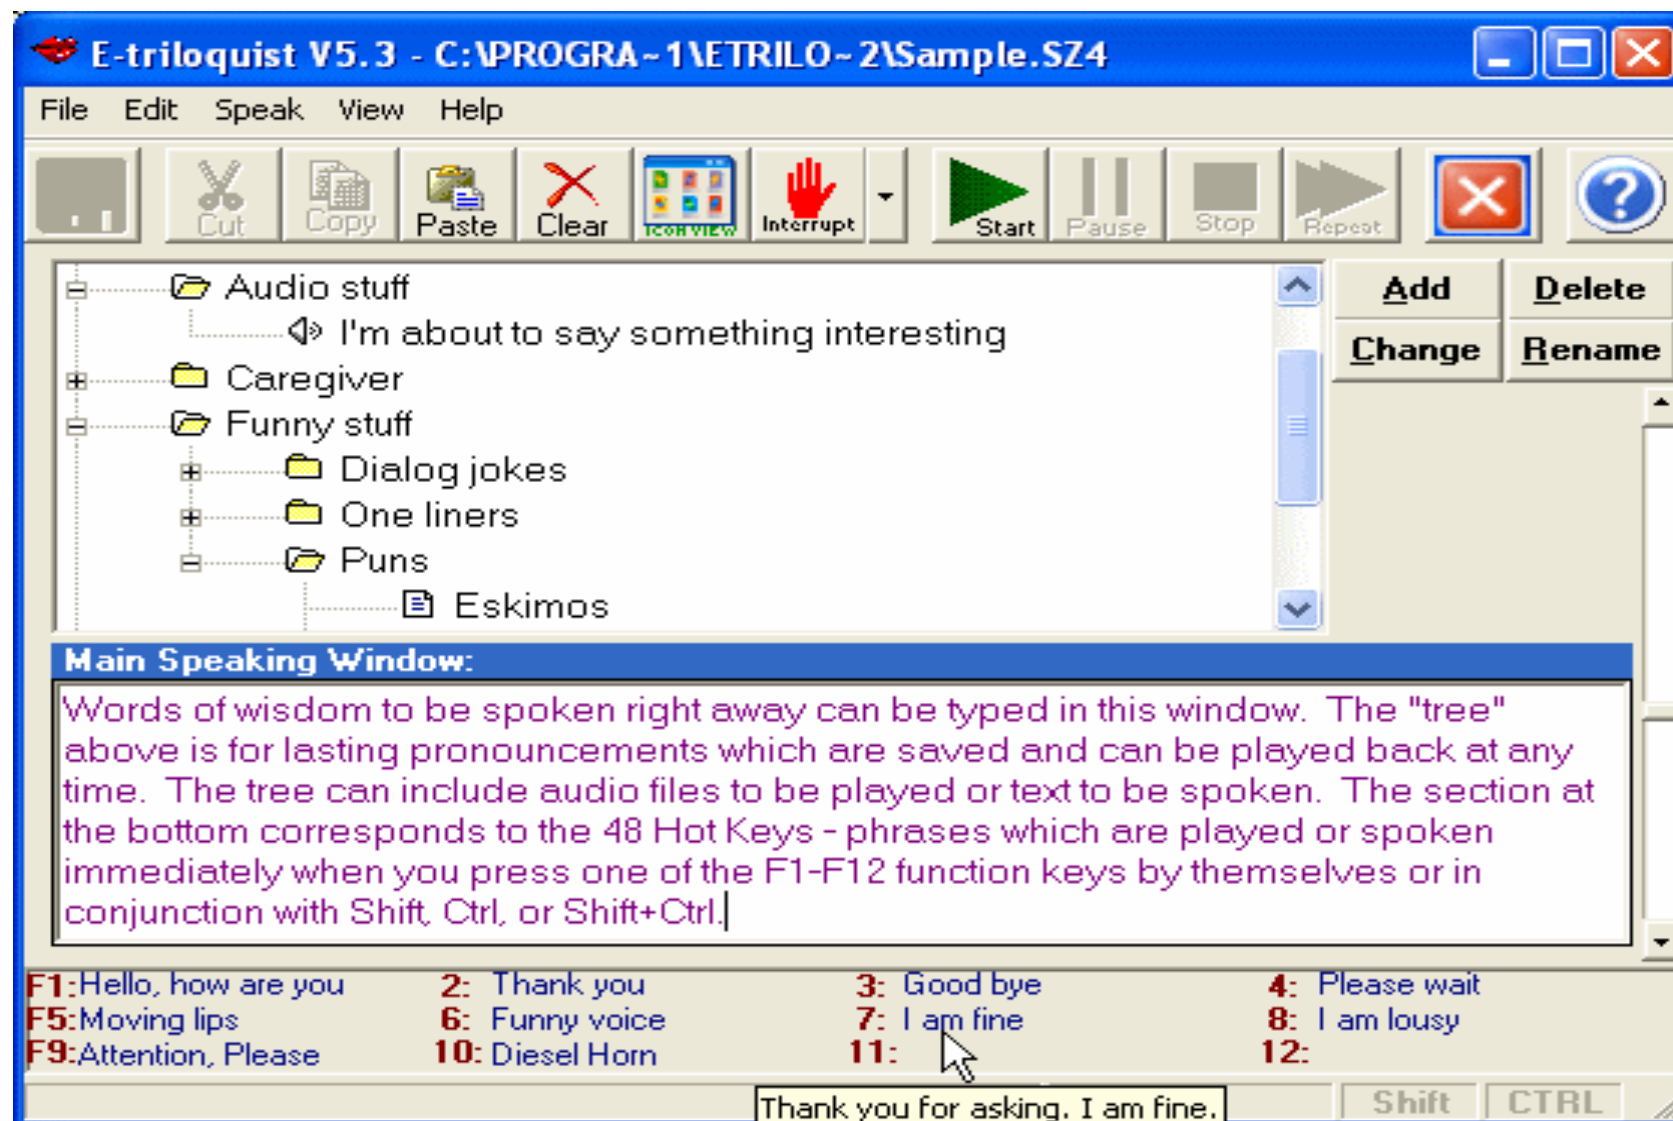 E-triloquist V5.3 - C:\PROGRA~1\ETRILO~2\Sample.SZ4
File Edit Speak View Help
Cut Copy Paste Clear ICON VIEW Interrupt Start Pause Stop Repeat
Audio stuff
I'm about to say something interesting
Caregiver
Funny stuff
Dialog jokes
One liners
Puns
Eskimos
Add Delete
Change Rename
Main Speaking Window:
Words of wisdom to be spoken right away can be typed in this window. The "tree"
above is for lasting pronouncements which are saved and can be played back at any
time. The tree can include audio files to be played or text to be spoken. The section at
the bottom corresponds to the 48 Hot Keys - phrases which are played or spoken
immediately when you press one of the F1-F12 function keys by themselves or in
conjunction with Shift, Ctrl, or Shift+Ctrl.
F1:Hello, how are you 2: Thank you 3: Good bye 4: Please wait
F5:Moving lips 6: Funny voice 7: I am fine 8: I am lousy
F9:Attention, Please 10: Diesel Horn 11: 12:
Thank you for asking. I am fine.
Shift CTRL